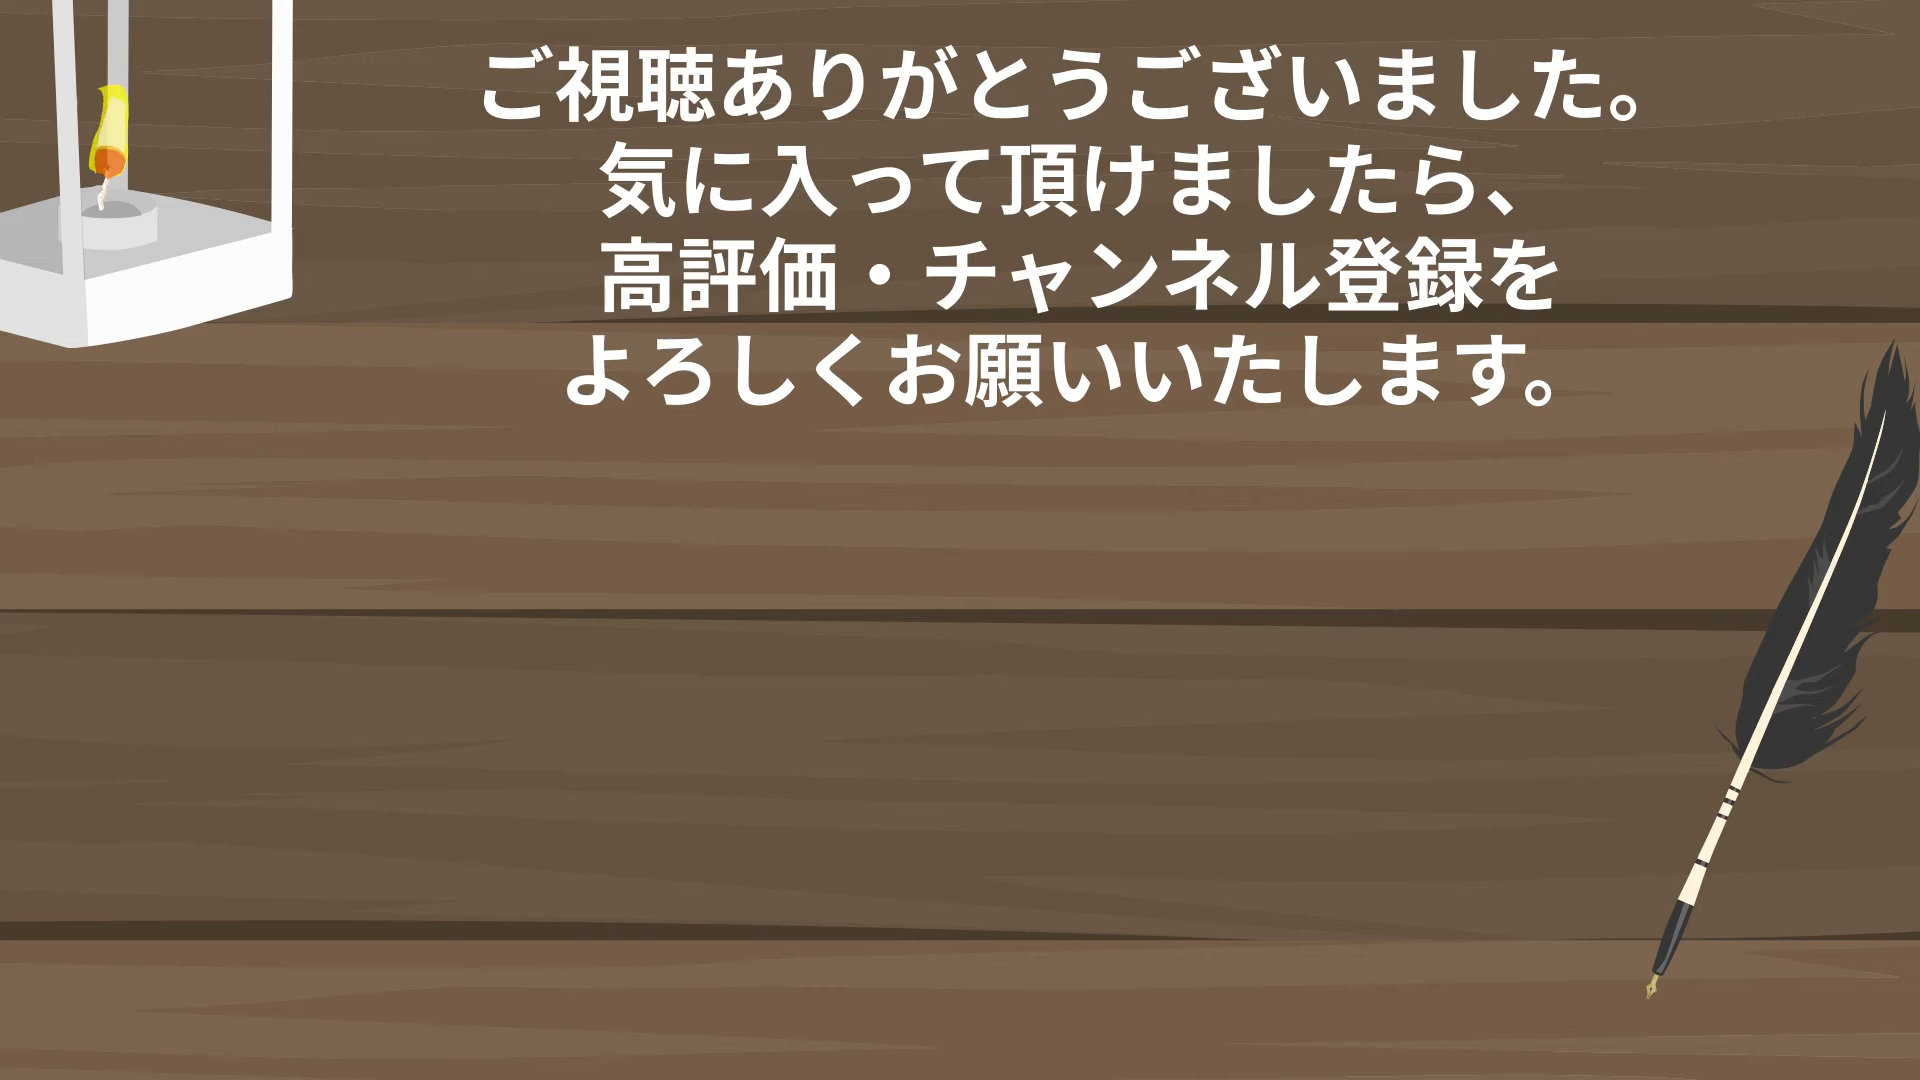 ご視聴ありがとうございました。
気に入って頂けましたら、
高評価・チャンネル登録を
よろしくお願いいたします。